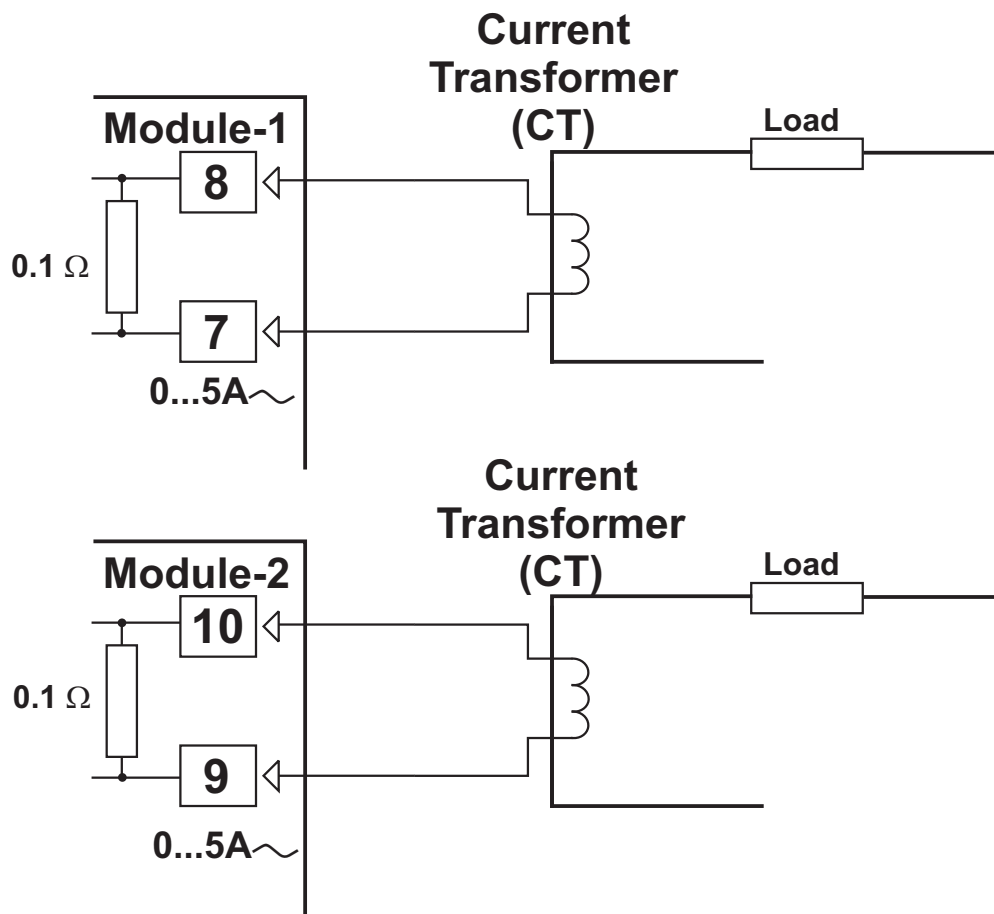 Current
Transformer
(CT)
Module-1
Load
8
0.1 Ω
7
0...5A
Current
Transformer
(CT)
Module-2
Load
10
0.1 Ω
9
0...5A